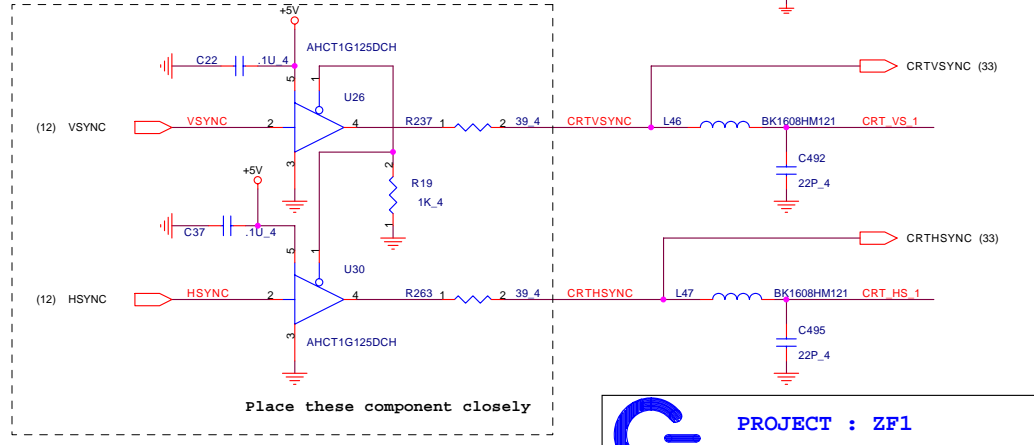 +5V
AHCT1G125DCH
C22 .1U_4
5
1
U26
CRTVSYNC (33)
(12) VSYNC VSYNC 2 4 R237 1 2 39_4 CRTVSYNC L46 BK1608HM121 CRT_VS_1
3
+5V
2
R19
1K_4
1
C492
22P_4
C37 .1U_4
5
1
U30
CRTHSYNC (33)
(12) HSYNC HSYNC 2 4 R263 1 2 39_4 CRTHSYNC L47 BK1608HM121 CRT_HS_1
3
AHCT1G125DCH
C495
22P_4
Place these component closely
PROJECT : ZF1